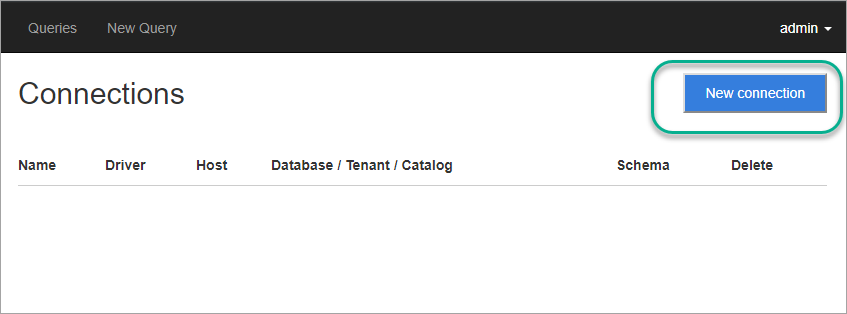 Queries New Query admin
Connections New connection
Name Driver Host Database / Tenant / Catalog Schema Delete